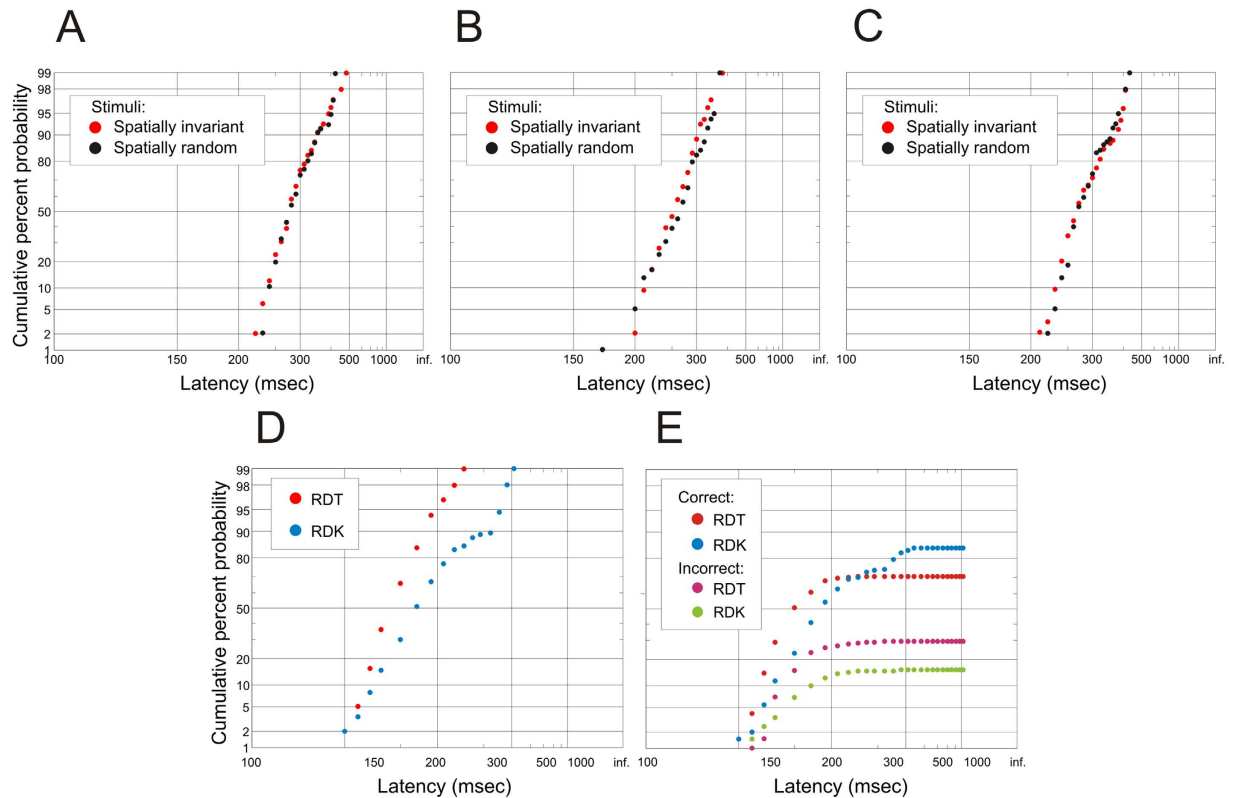 A
B
C
Cumulative percent probability
99
98
95
90
80
50
20
10
5
2
1
Stimuli:
Spatially invariant
Spatially random
100
150
200
300
500
1000
inf.
Latency (msec)
Stimuli:
Spatially invariant
Spatially random
100
150
200
300
500
1000
inf.
Latency (msec)
Stimuli:
Spatially invariant
Spatially random
100
150
200
300
500
1000
inf.
Latency (msec)
D
E
Cumulative percent probability
99
98
95
90
80
50
20
10
5
2
1
RDT
RDK
100
150
200
300
500
1000
inf.
Latency (msec)
Correct:
RDT
RDK
Incorrect:
RDT
RDK
100
150
200
300
500
1000
inf.
Latency (msec)